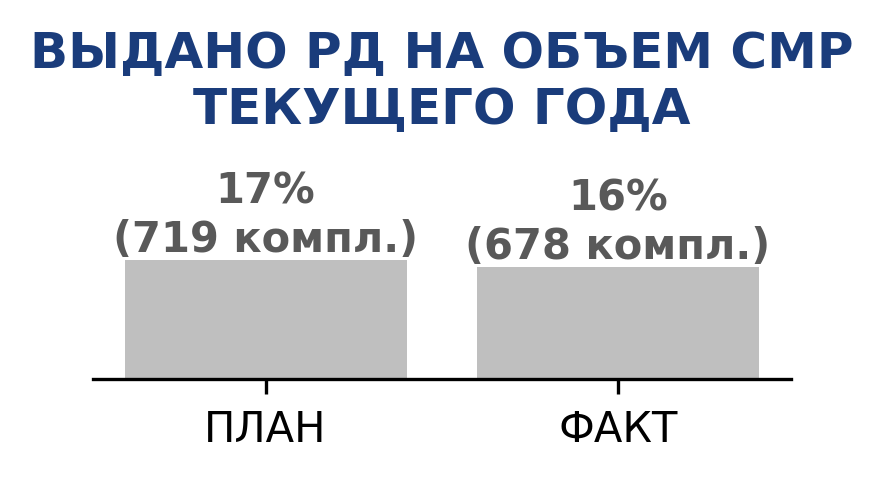 ВЫДАНО РД НА ОБЪЕМ СМР
ТЕКУЩЕГО ГОДА
17%
(719 компл.)
16%
(678 компл.)
ПЛАН
ФАКТ